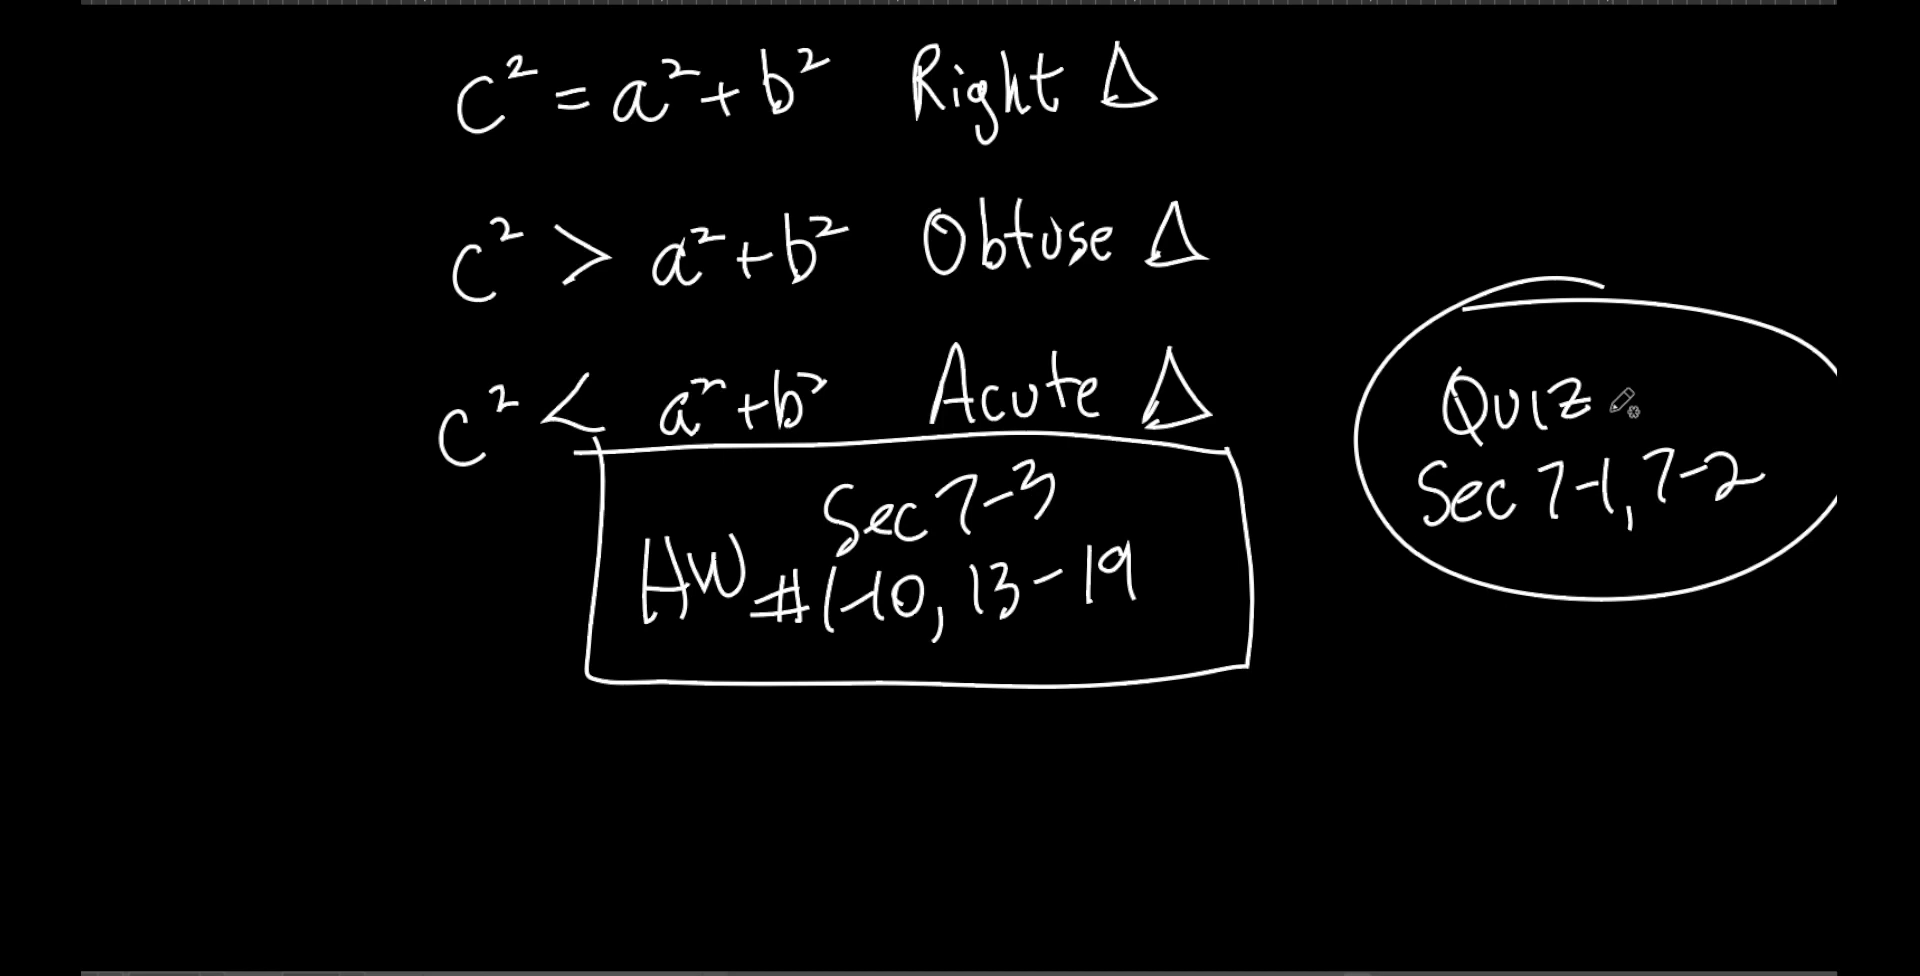 c² = a² + b² Right Δ
c² > a² + b² Obtuse Δ
c² < a² + b² Acute Δ
Sec 7-3
HW #1-10, 13-19
Quiz
Sec 7-1, 7-2